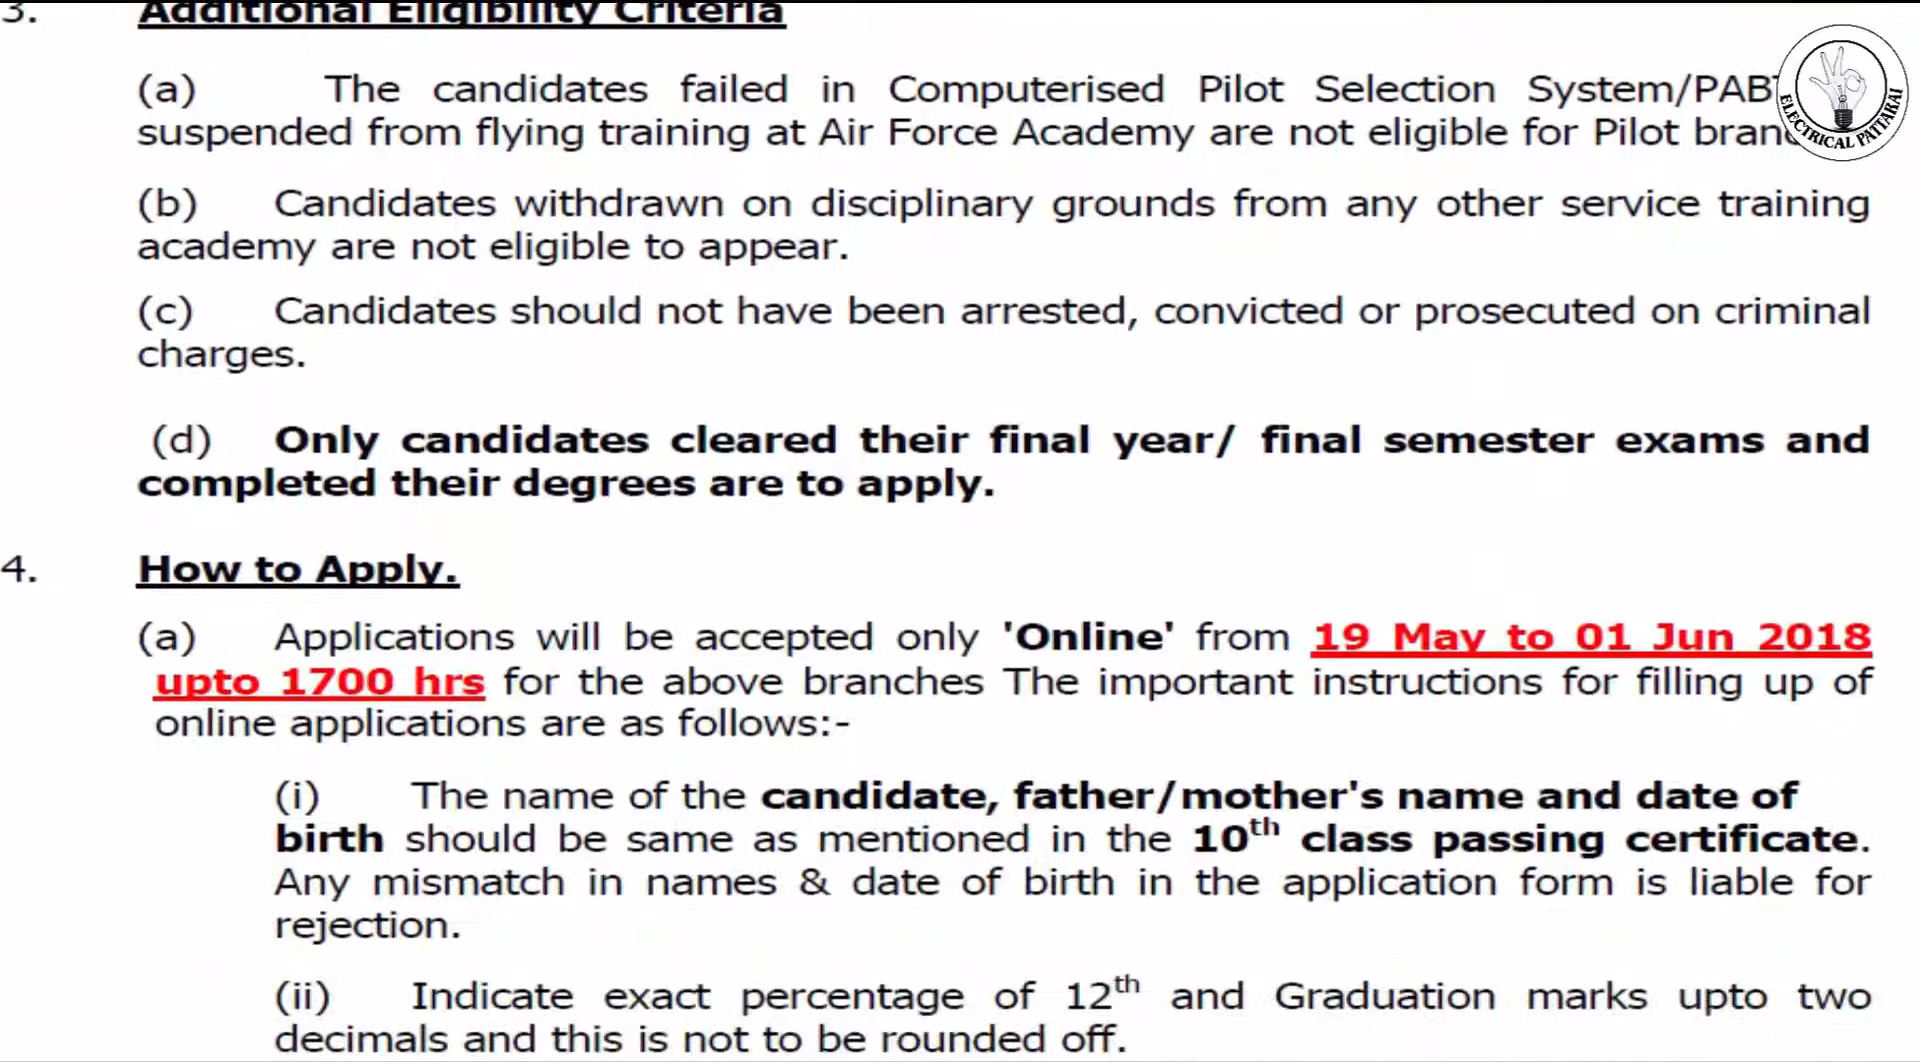 3. Additional Eligibility Criteria
(a) The candidates failed in Computerised Pilot Selection System/PABT
suspended from flying training at Air Force Academy are not eligible for Pilot
(b) Candidates withdrawn on disciplinary grounds from any other service training
academy are not eligible to appear.
(c) Candidates should not have been arrested, convicted or prosecuted on criminal
charges.
(d) Only candidates cleared their final year/ final semester exams and
completed their degrees are to apply.
4. How to Apply.
(a) Applications will be accepted only 'Online' from 19 May to 01 Jun 2018
upto 1700 hrs for the above branches The important instructions for filling up of
online applications are as follows:-
(i) The name of the candidate, father/mother's name and date of
birth should be same as mentioned in the 10th class passing certificate.
Any mismatch in names & date of birth in the application form is liable for
rejection.
(ii) Indicate exact percentage of 12th and Graduation marks upto two
decimals and this is not to be rounded off.
ELECTRICAL PATTARAI